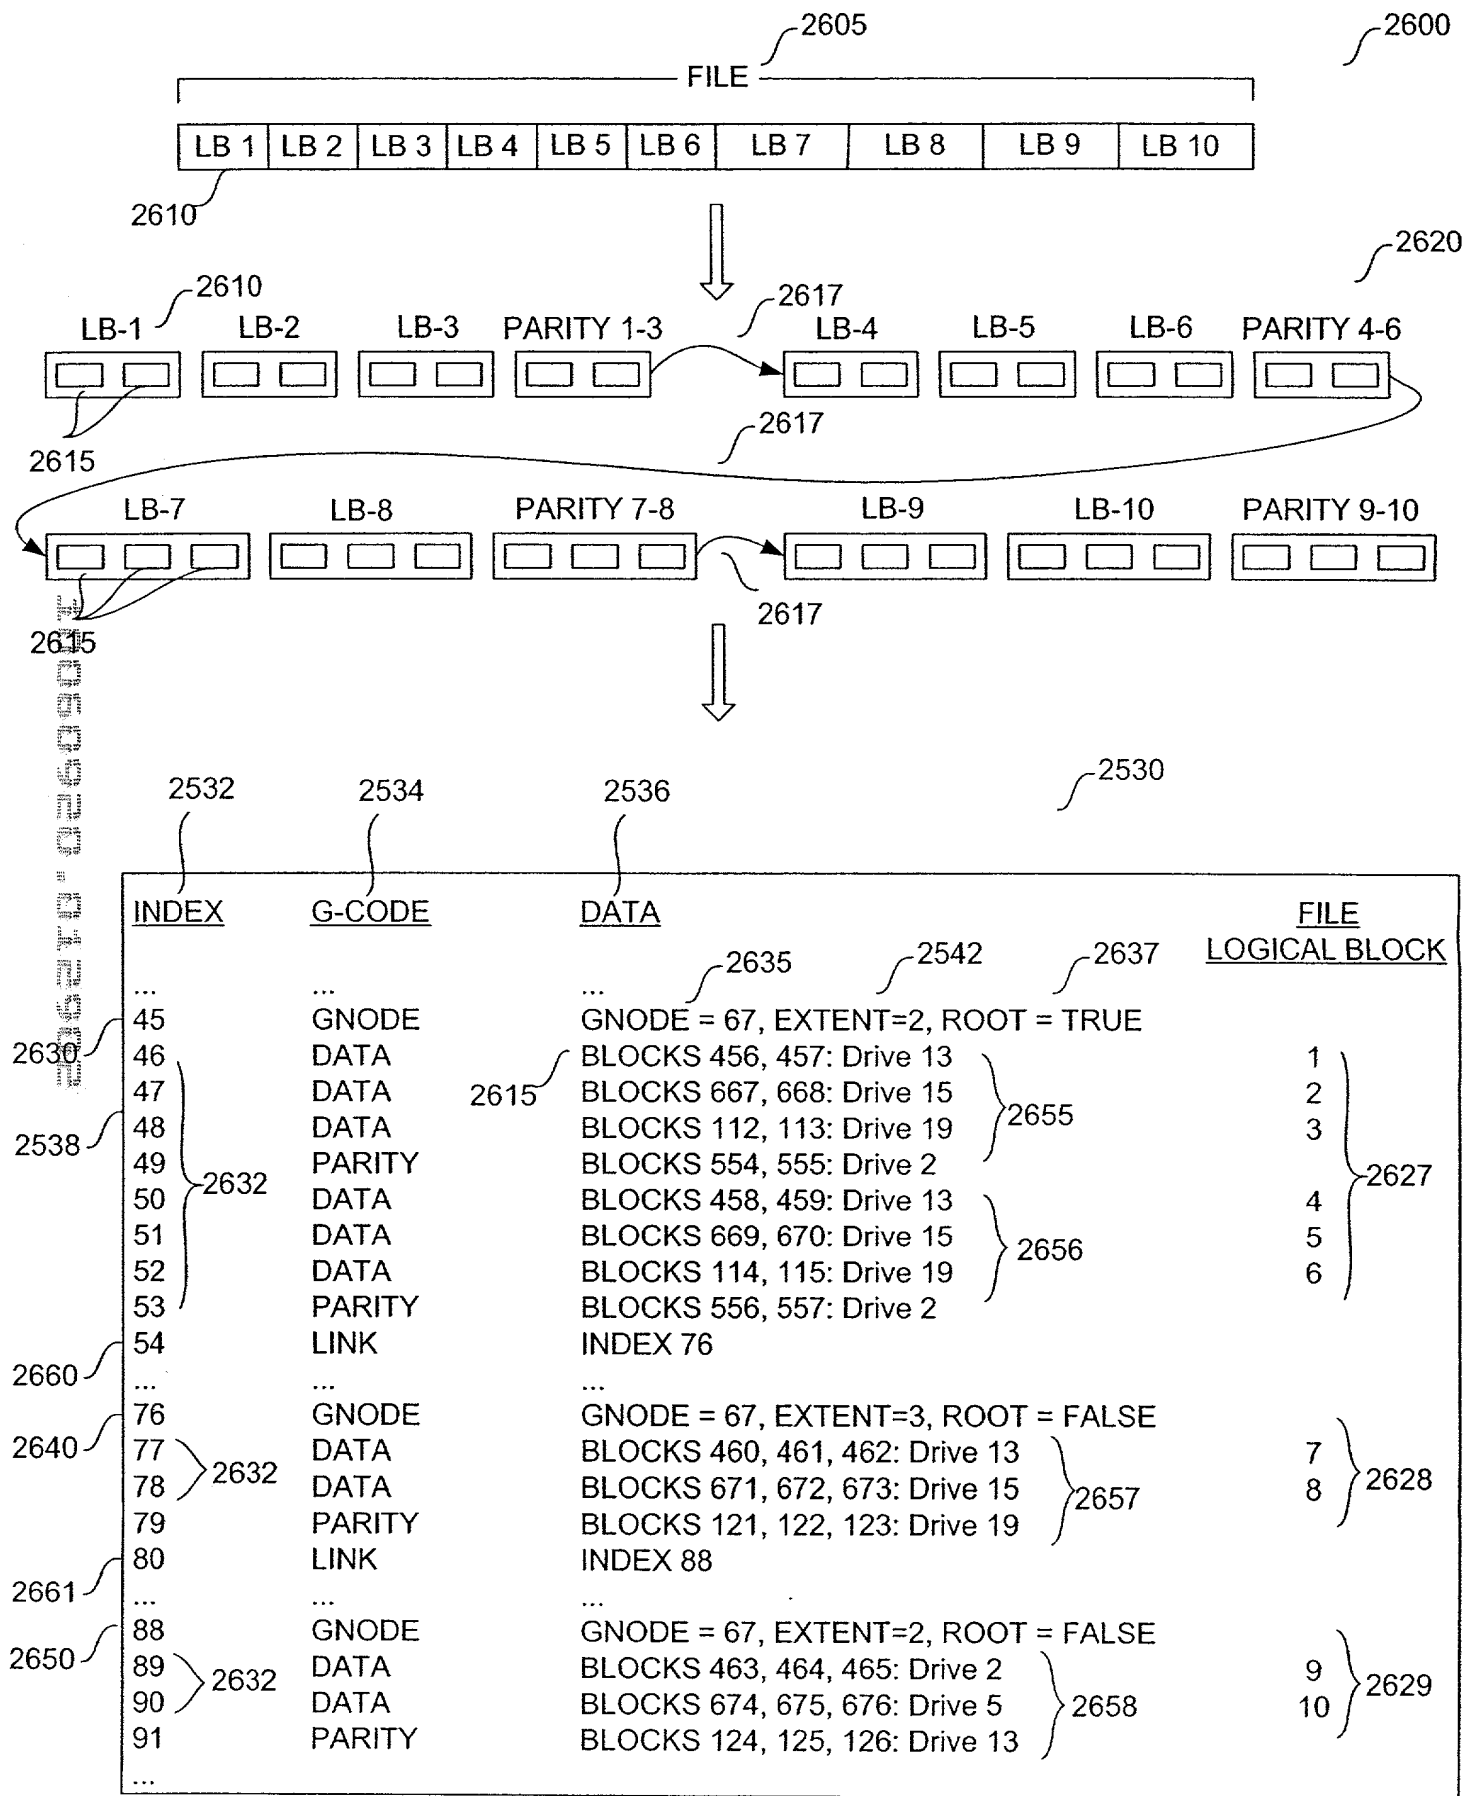 2605
2600
FILE
LB 1 LB 2 LB 3 LB 4 LB 5 LB 6 LB 7 LB 8 LB 9 LB 10
2610
2620
2610
2617
LB-1 LB-2 LB-3 PARITY 1-3 LB-4 LB-5 LB-6 PARITY 4-6
2617
2615
LB-7 LB-8 PARITY 7-8 LB-9 LB-10 PARITY 9-10
2617
2615
2530
2532 2534 2536
INDEX G-CODE DATA FILE LOGICAL BLOCK
2635 2542 2637
... ... ...
45 GNODE GNODE = 67, EXTENT=2, ROOT = TRUE
2630
46 DATA BLOCKS 456, 457: Drive 13 1
2615
47 DATA BLOCKS 667, 668: Drive 15 2
2655
48 DATA BLOCKS 112, 113: Drive 19 3
2538
49 PARITY BLOCKS 554, 555: Drive 2
2632
2627
50 DATA BLOCKS 458, 459: Drive 13 4
51 DATA BLOCKS 669, 670: Drive 15 5
2656
52 DATA BLOCKS 114, 115: Drive 19 6
53 PARITY BLOCKS 556, 557: Drive 2
54 LINK INDEX 76
2660
... ... ...
76 GNODE GNODE = 67, EXTENT=3, ROOT = FALSE
2640
77 DATA BLOCKS 460, 461, 462: Drive 13 7
2632
2628
78 DATA BLOCKS 671, 672, 673: Drive 15 8
2657
79 PARITY BLOCKS 121, 122, 123: Drive 19
80 LINK INDEX 88
2661
... ... ...
88 GNODE GNODE = 67, EXTENT=2, ROOT = FALSE
2650
89 DATA BLOCKS 463, 464, 465: Drive 2 9
2632
2629
90 DATA BLOCKS 674, 675, 676: Drive 5 10
2658
91 PARITY BLOCKS 124, 125, 126: Drive 13
...